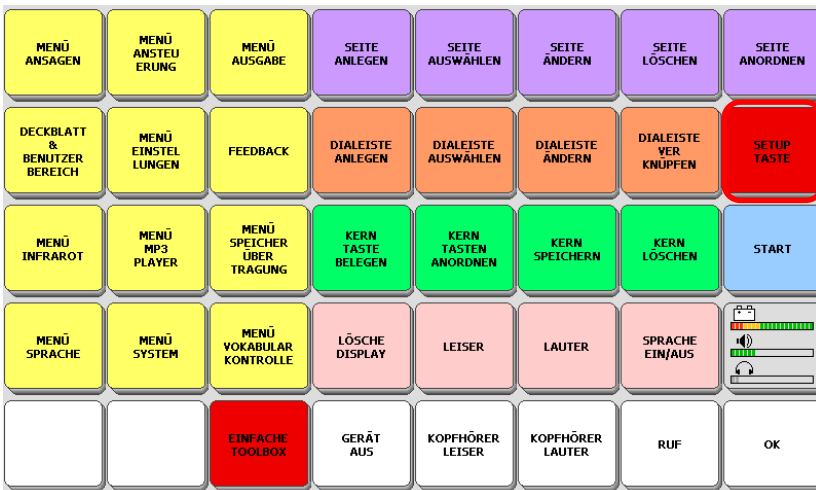 MENÜ
ANSAGEN
MENÜ
ANSTEU
ERUNG
MENÜ
AUSGABE
SEITE
ANLEGEN
SEITE
AUSWÄHLEN
SEITE
ÄNDERN
SEITE
LÖSCHEN
SEITE
ANORDNEN
DECKBLATT
&
BENUTZER
BEREICH
MENÜ
EINSTEL
LUNGEN
FEEDBACK
DIALEISTE
ANLEGEN
DIALEISTE
AUSWÄHLEN
DIALEISTE
ÄNDERN
DIALEISTE
VER
KNÜPFEN
SETUP
TASTE
MENÜ
INFRAROT
MENÜ
MP3
PLAYER
MENÜ
SPEICHER
ÜBER
TRAGUNG
KERN
TASTE
BELEGEN
KERN
TASTEN
ANORDNEN
KERN
SPEICHERN
KERN
LÖSCHEN
START
MENÜ
SPRACHE
MENÜ
SYSTEM
MENÜ
VOKABULAR
KONTROLLE
LÖSCHE
DISPLAY
LEISER
LAUTER
SPRACHE
EIN/AUS
EINFACHE
TOOLBOX
GERÄT
AUS
KOPFHÖRER
LEISER
KOPFHÖRER
LAUTER
RUF
OK